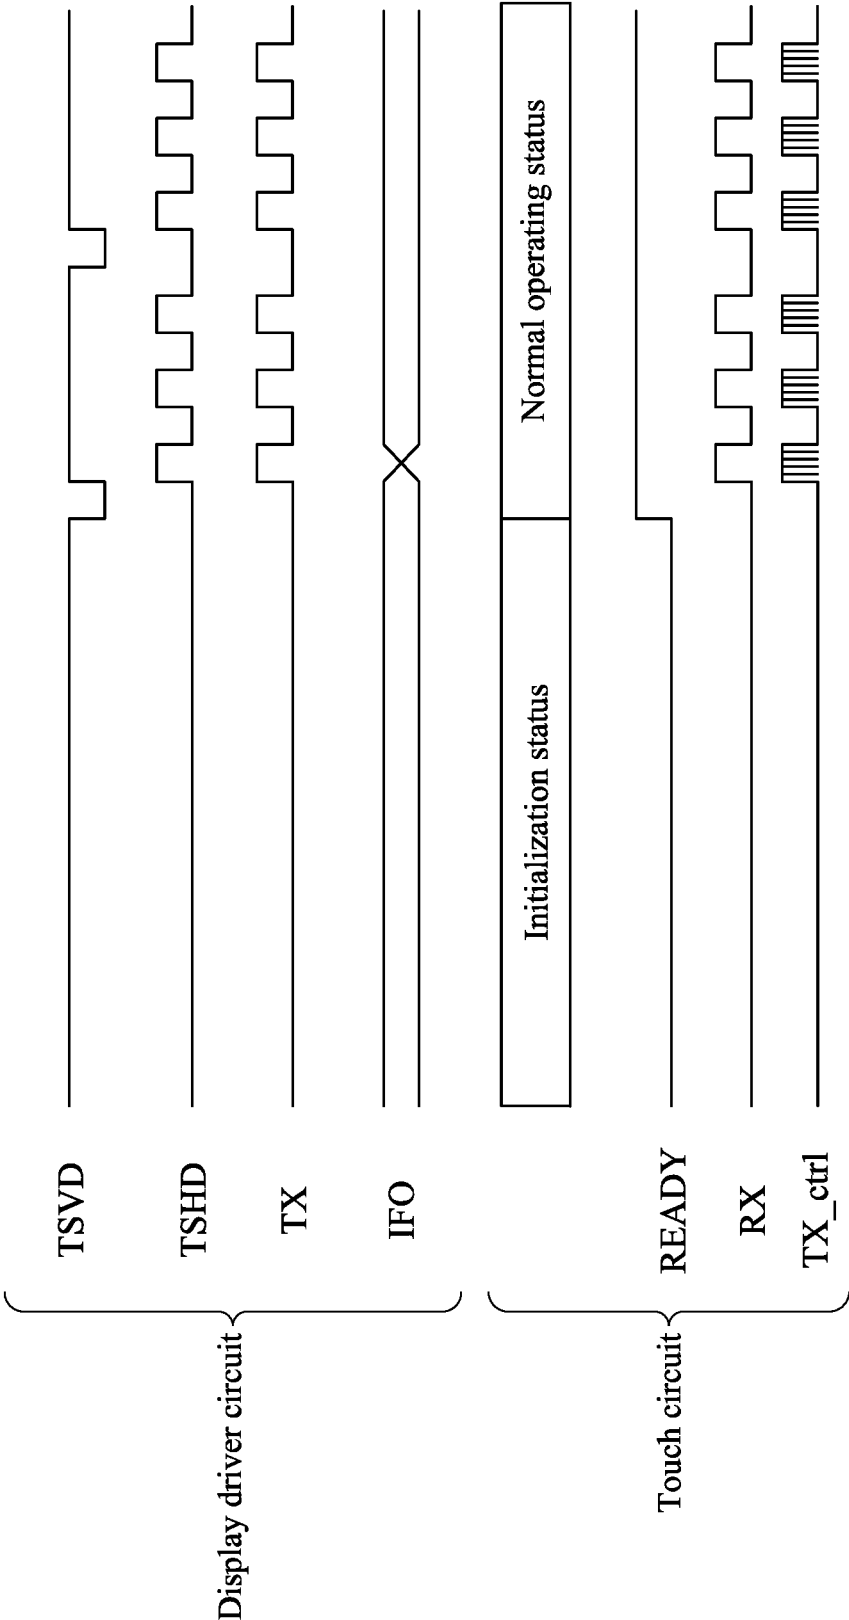 Display driver circuit
TSVD
TSHD
TX
IFO
Touch circuit
Initialization status
Normal operating status
READY
RX
TX_ctrl